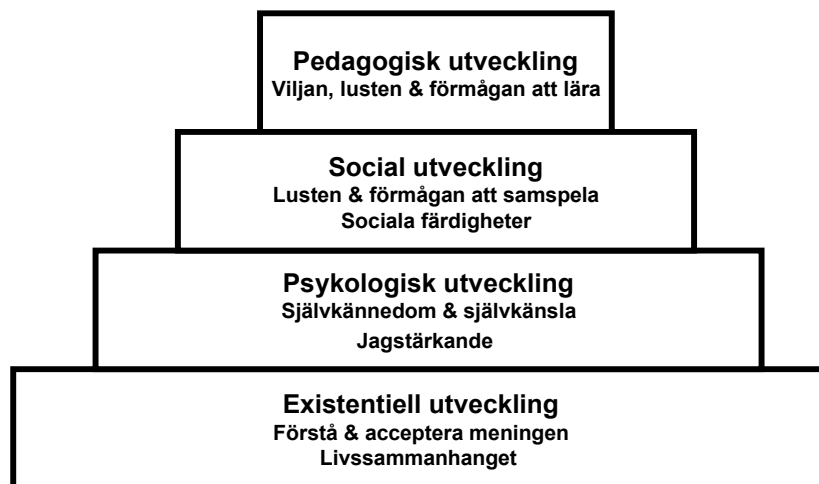 Pedagogisk utveckling
Viljan, lusten & förmågan att lära
Social utveckling
Lusten & förmågan att samspela
Sociala färdigheter
Psykologisk utveckling
Självkännedom & självkänsla
Jagstärkande
Existentiell utveckling
Förstå & acceptera meningen
Livssammanhanget